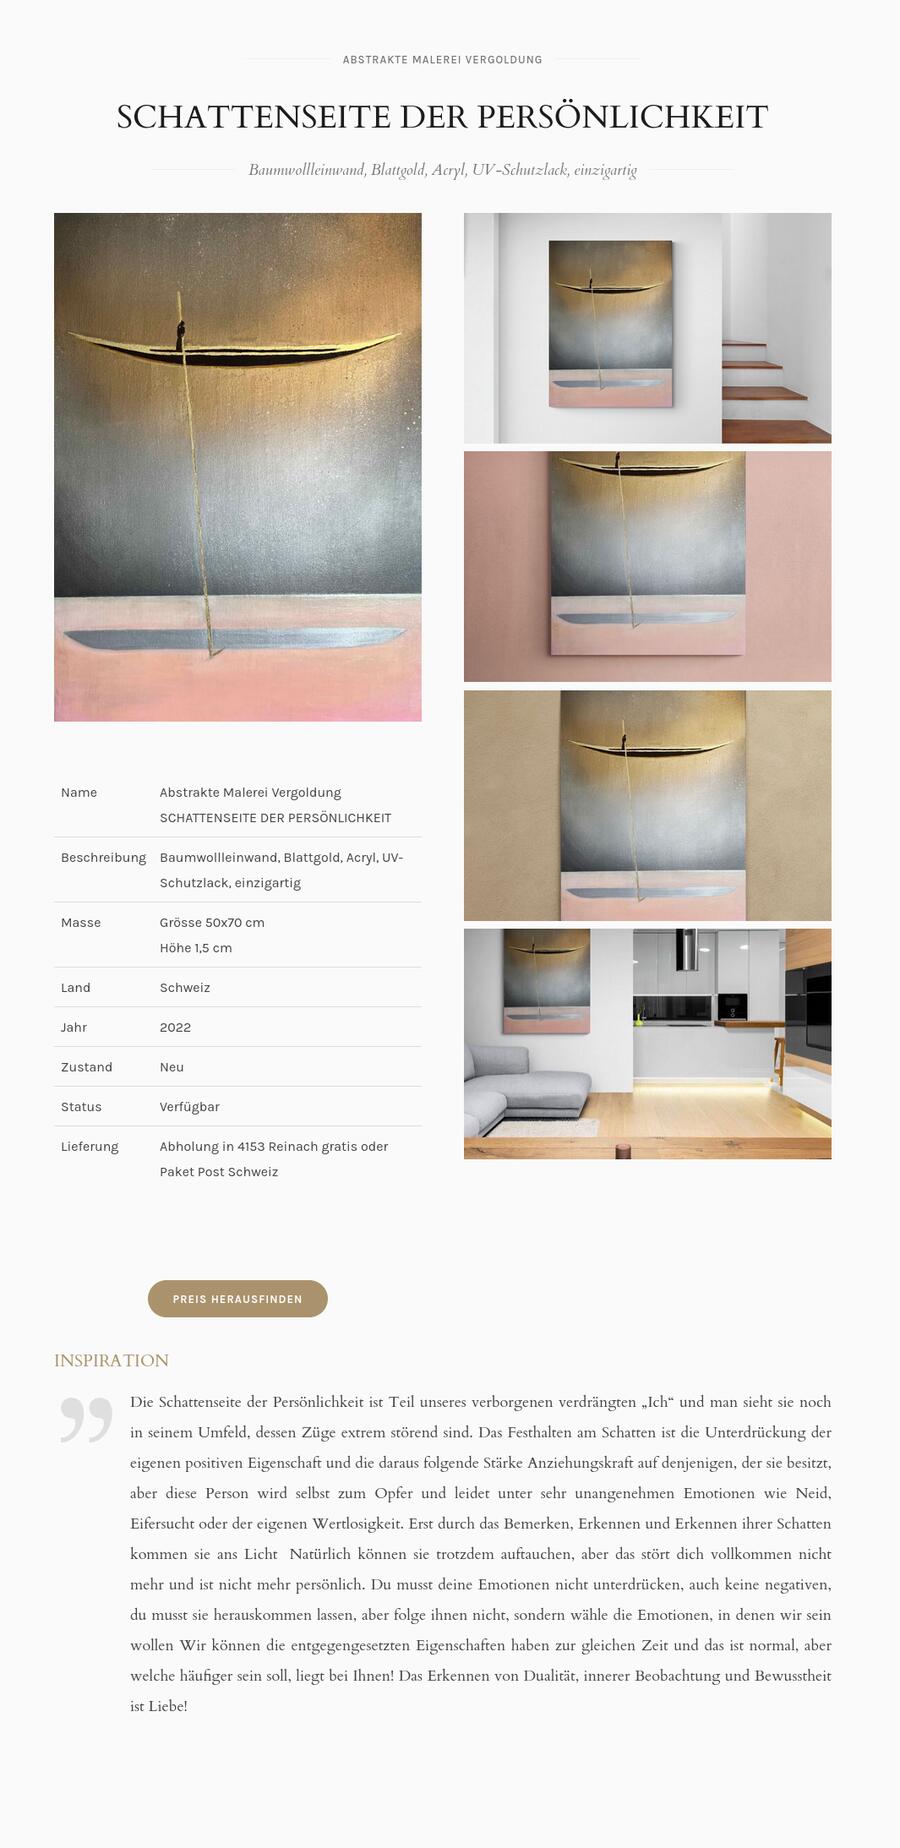 ABSTRAKTE MALEREI VERGOLDUNG
SCHATTENSEITE DER PERSÖNLICHKEIT
Baumwollleinwand, Blattgold, Acryl, UV-Schutzlack, einzigartig
Name Abstrakte Malerei Vergoldung
SCHATTENSEITE DER PERSÖNLICHKEIT
Beschreibung Baumwollleinwand, Blattgold, Acryl, UV-
Schutzlack, einzigartig
Masse Grösse 50x70 cm
Höhe 1,5 cm
Land Schweiz
Jahr 2022
Zustand Neu
Status Verfügbar
Lieferung Abholung in 4153 Reinach gratis oder
Paket Post Schweiz
PREIS HERAUSFINDEN
INSPIRATION
Die Schattenseite der Persönlichkeit ist Teil unseres verborgenen verdrängten „Ich“ und man sieht sie noch
in seinem Umfeld, dessen Züge extrem störend sind. Das Festhalten am Schatten ist die Unterdrückung der
eigenen positiven Eigenschaft und die daraus folgende Stärke Anziehungskraft auf denjenigen, der sie besitzt,
aber diese Person wird selbst zum Opfer und leidet unter sehr unangenehmen Emotionen wie Neid,
Eifersucht oder der eigenen Wertlosigkeit. Erst durch das Bemerken, Erkennen und Erkennen ihrer Schatten
kommen sie ans Licht  Natürlich können sie trotzdem auftauchen, aber das stört dich vollkommen nicht
mehr und ist nicht mehr persönlich. Du musst deine Emotionen nicht unterdrücken, auch keine negativen,
du musst sie herauskommen lassen, aber folge ihnen nicht, sondern wähle die Emotionen, in denen wir sein
wollen Wir können die entgegengesetzten Eigenschaften haben zur gleichen Zeit und das ist normal, aber
welche häufiger sein soll, liegt bei Ihnen! Das Erkennen von Dualität, innerer Beobachtung und Bewusstheit
ist Liebe!